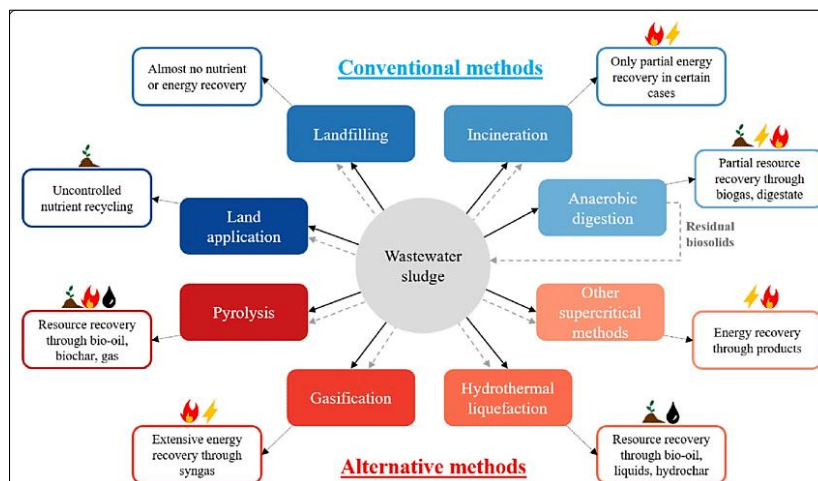 Conventional methods
Almost no nutrient
or energy recovery
Only partial energy
recovery in certain
cases
Landfilling
Incineration
Uncontrolled
nutrient recycling
Land
application
Anaerobic
digestion
Partial resource
recovery through
biogas, digestate
Residual
biosolids
Wastewater
sludge
Pyrolysis
Other
supercritical
methods
Resource recovery
through bio-oil,
biochar, gas
Energy recovery
through products
Gasification
Hydrothermal
liquefaction
Extensive energy
recovery through
syngas
Resource recovery
through bio-oil,
liquids, hydrochar
Alternative methods